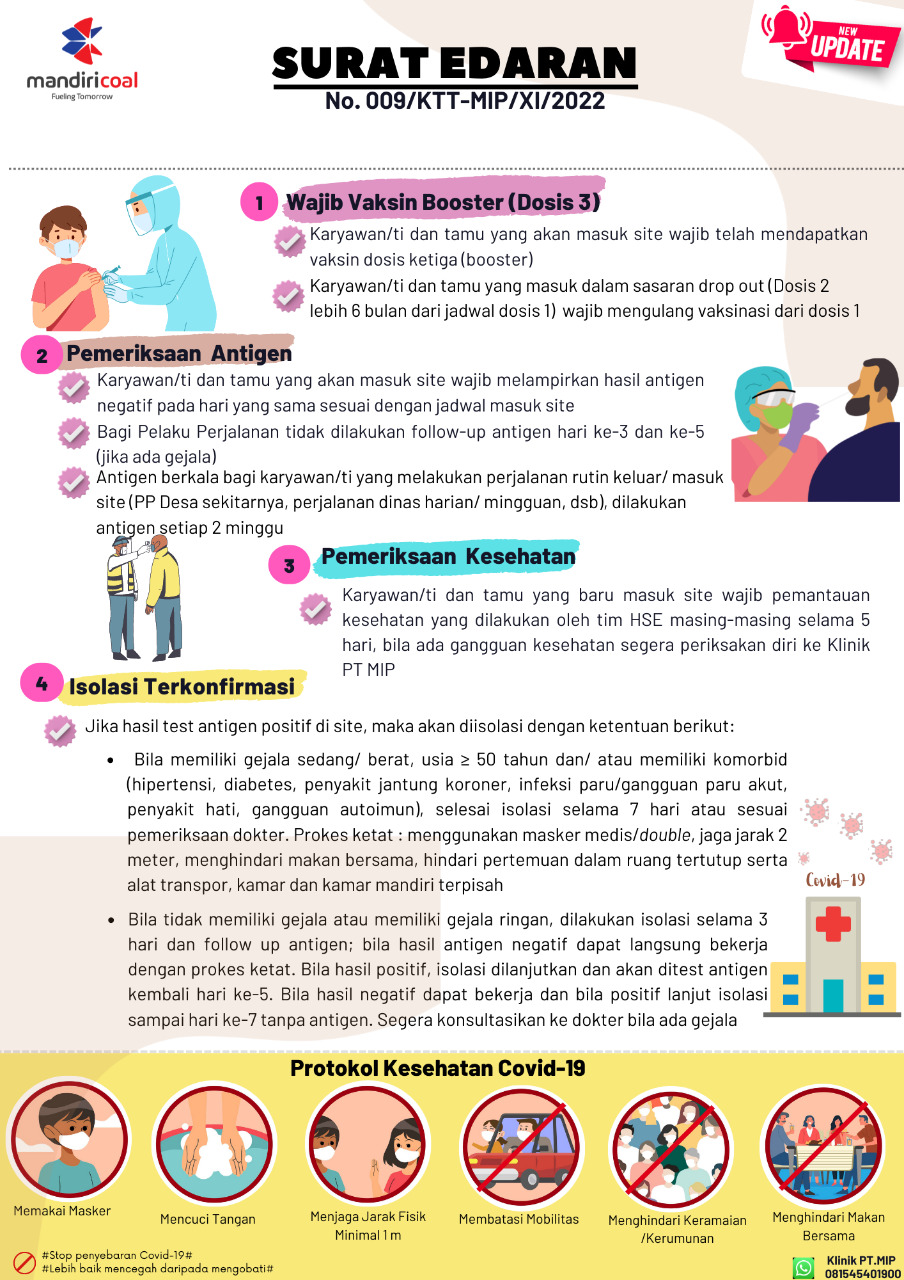 mandiricoal
Fueling Tomorrow
NEW
UPDATE
SURAT EDARAN
No. 009/KTT-MIP/XI/2022
1
Wajib Vaksin Booster (Dosis 3)
Karyawan/ti dan tamu yang akan masuk site wajib telah mendapatkan
vaksin dosis ketiga (booster)
Karyawan/ti dan tamu yang masuk dalam sasaran drop out (Dosis 2
lebih 6 bulan dari jadwal dosis 1) wajib mengulang vaksinasi dari dosis 1
2
Pemeriksaan Antigen
Karyawan/ti dan tamu yang akan masuk site wajib melampirkan hasil antigen
negatif pada hari yang sama sesuai dengan jadwal masuk site
Bagi Pelaku Perjalanan tidak dilakukan follow-up antigen hari ke-3 dan ke-5
(jika ada gejala)
Antigen berkala bagi karyawan/ti yang melakukan perjalanan rutin keluar/ masuk
site (PP Desa sekitarnya, perjalanan dinas harian/ mingguan, dsb), dilakukan
antigen setiap 2 minggu
3
Pemeriksaan Kesehatan
Karyawan/ti dan tamu yang baru masuk site wajib pemantauan
kesehatan yang dilakukan oleh tim HSE masing-masing selama 5
hari, bila ada gangguan kesehatan segera periksakan diri ke Klinik
PT MIP
4
Isolasi Terkonfirmasi
Jika hasil test antigen positif di site, maka akan diisolasi dengan ketentuan berikut:
• Bila memiliki gejala sedang/ berat, usia ≥ 50 tahun dan/ atau memiliki komorbid
(hipertensi, diabetes, penyakit jantung koroner, infeksi paru/gangguan paru akut,
penyakit hati, gangguan autoimun), selesai isolasi selama 7 hari atau sesuai
pemeriksaan dokter. Prokes ketat : menggunakan masker medis/double, jaga jarak 2
meter, menghindari makan bersama, hindari pertemuan dalam ruang tertutup serta
alat transpor, kamar dan kamar mandiri terpisah
Covid-19
• Bila tidak memiliki gejala atau memiliki gejala ringan, dilakukan isolasi selama 3
hari dan follow up antigen; bila hasil antigen negatif dapat langsung bekerja
dengan prokes ketat. Bila hasil positif, isolasi dilanjutkan dan akan ditest antigen
kembali hari ke-5. Bila hasil negatif dapat bekerja dan bila positif lanjut isolasi
sampai hari ke-7 tanpa antigen. Segera konsultasikan ke dokter bila ada gejala
Protokol Kesehatan Covid-19
Memakai Masker
Mencuci Tangan
Menjaga Jarak Fisik
Minimal 1 m
Membatasi Mobilitas
Menghindari Keramaian
/Kerumunan
Menghindari Makan
Bersama
#Stop penyebaran Covid-19#
#Lebih baik mencegah daripada mengobati#
Klinik PT.MIP
081545401900